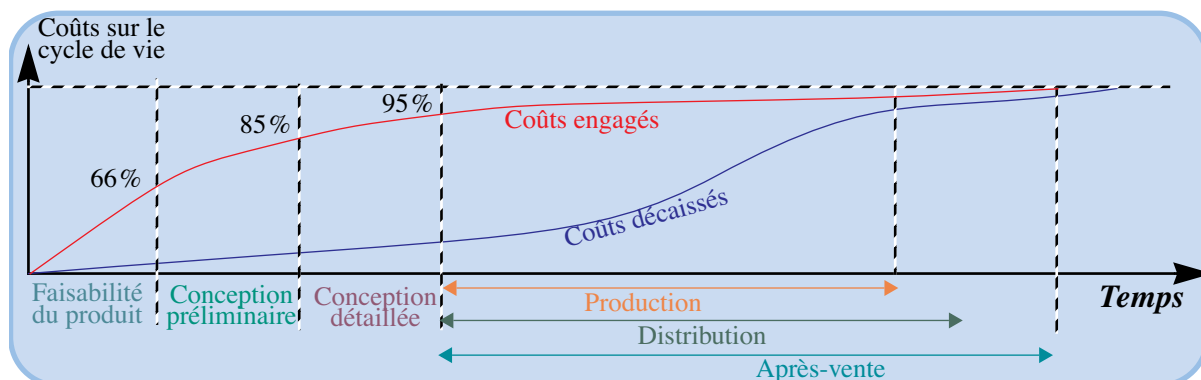 Coûts sur le
cycle de vie
95%
85%
Coûts engagés
66%
Coûts décaissés
Faisabilité
du produit
Conception
préliminaire
Conception
détaillée
Production
Temps
Distribution
Après-vente